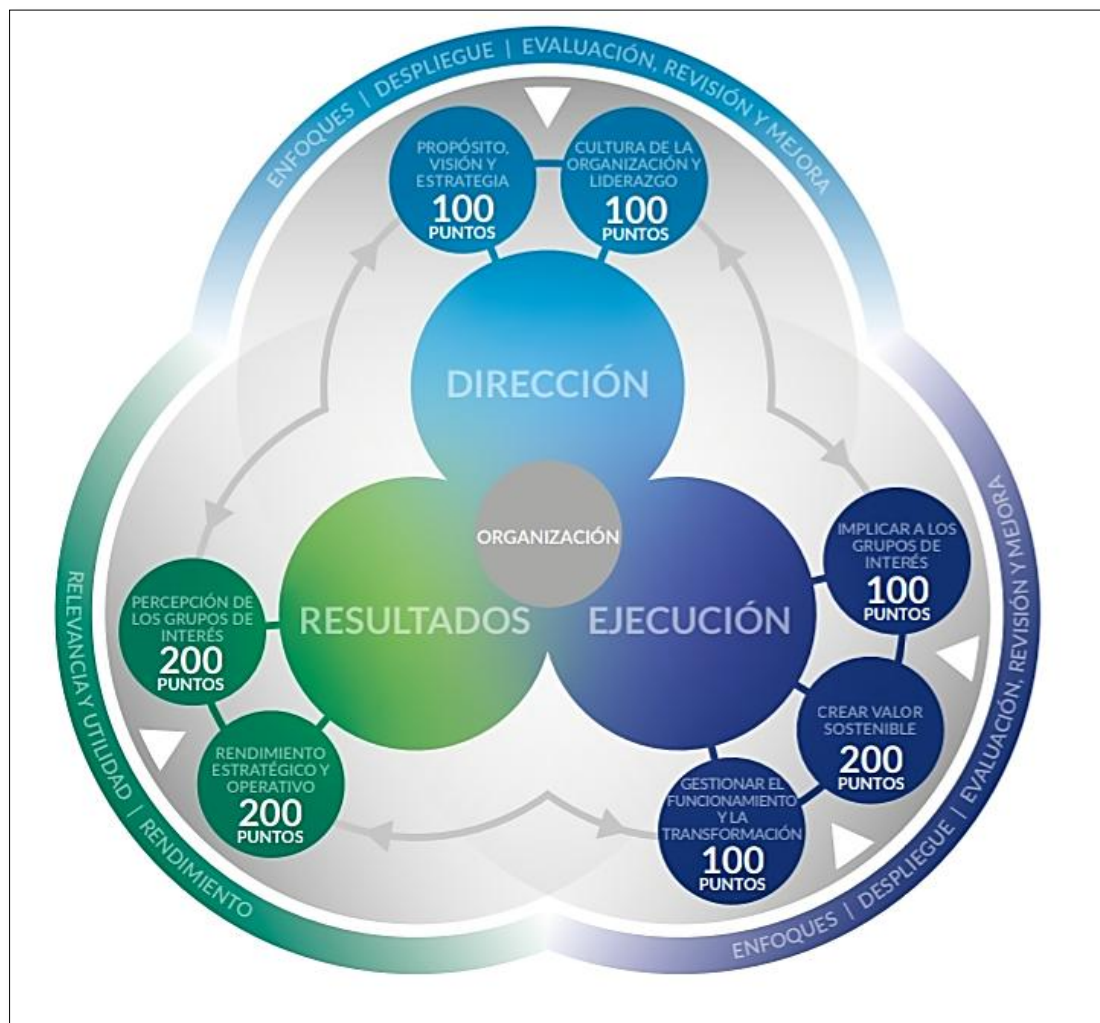 ENFOQUES | DESPLIEGUE | EVALUACIÓN, REVISIÓN Y MEJORA
PROPÓSITO,
VISIÓN Y
ESTRATEGIA
100
PUNTOS
CULTURA DE LA
ORGANIZACIÓN Y
LIDERAZGO
100
PUNTOS
DIRECCIÓN
ORGANIZACIÓN
RESULTADOS
EJECUCIÓN
IMPLICAR A LOS
GRUPOS DE
INTERÉS
100
PUNTOS
CREAR VALOR
SOSTENIBLE
200
PUNTOS
GESTIONAR EL
FUNCIONAMIENTO
Y LA
TRANSFORMACIÓN
100
PUNTOS
PERCEPCIÓN DE
LOS GRUPOS DE
INTERÉS
200
PUNTOS
RENDIMIENTO
ESTRATÉGICO Y
OPERATIVO
200
PUNTOS
RELEVANCIA Y UTILIDAD | RENDIMIENTO
ENFOQUES | DESPLIEGUE | EVALUACIÓN, REVISIÓN Y MEJORA